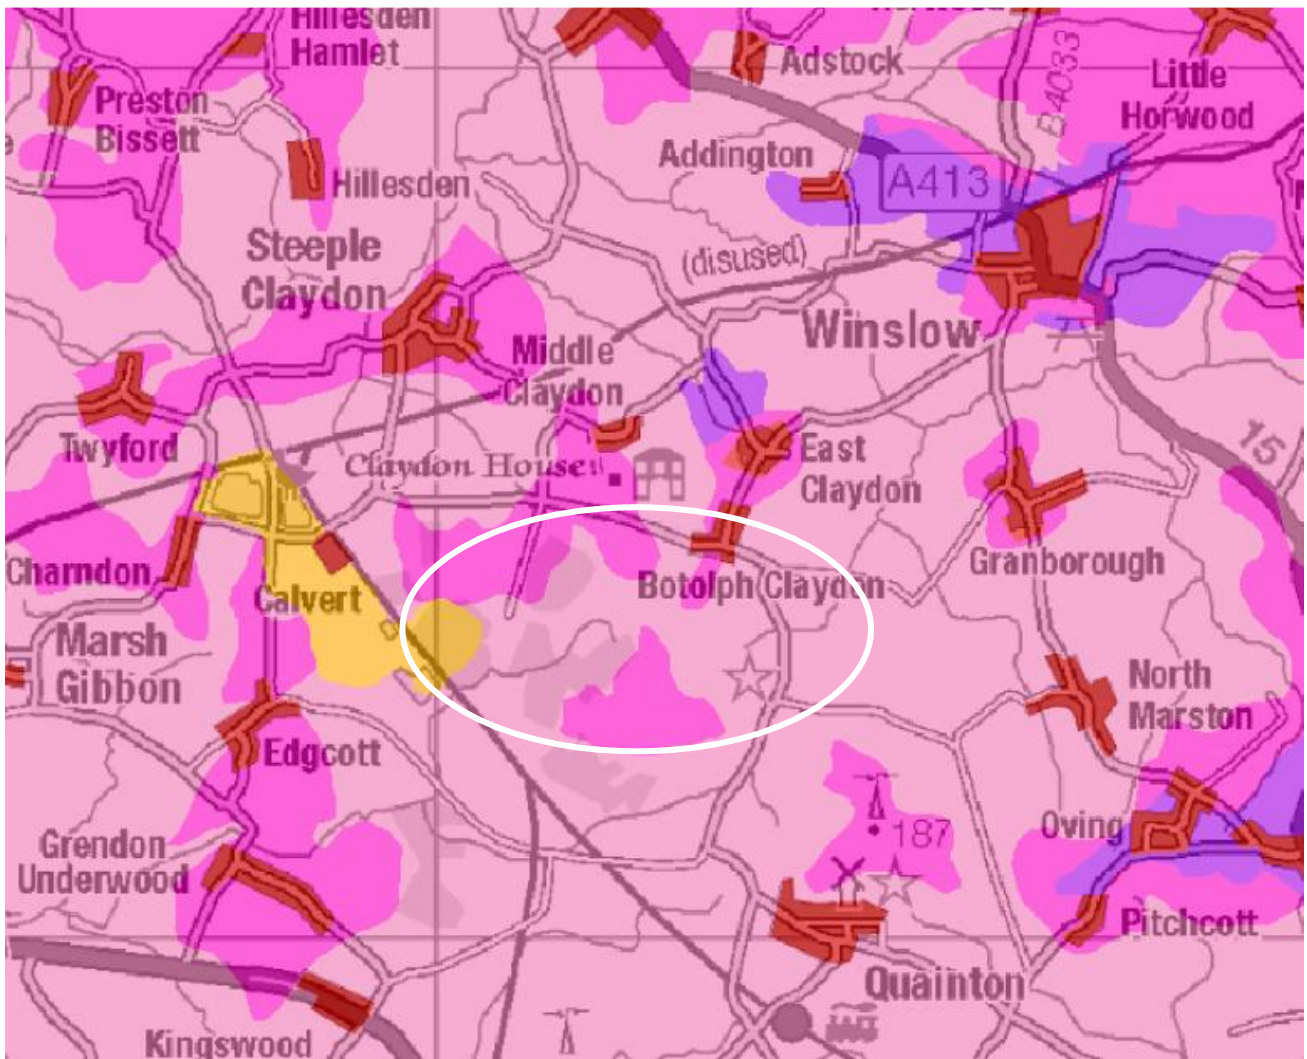 Hillesden
Hamlet
Adstock
B4033
Little
Horwood
Preston
Bissett
Addington
A413
Hillesden
Steeple
Claydon
(disused)
Winslow
Middle
Claydon
Twyford
Claydon House
East
Claydon
15
Charndon
Granborough
Calvert
Botolph Claydon
Marsh
Gibbon
North
Marston
Edgcott
187
Oving
Grendon
Underwood
Pitchcott
Quainton
Kingswood